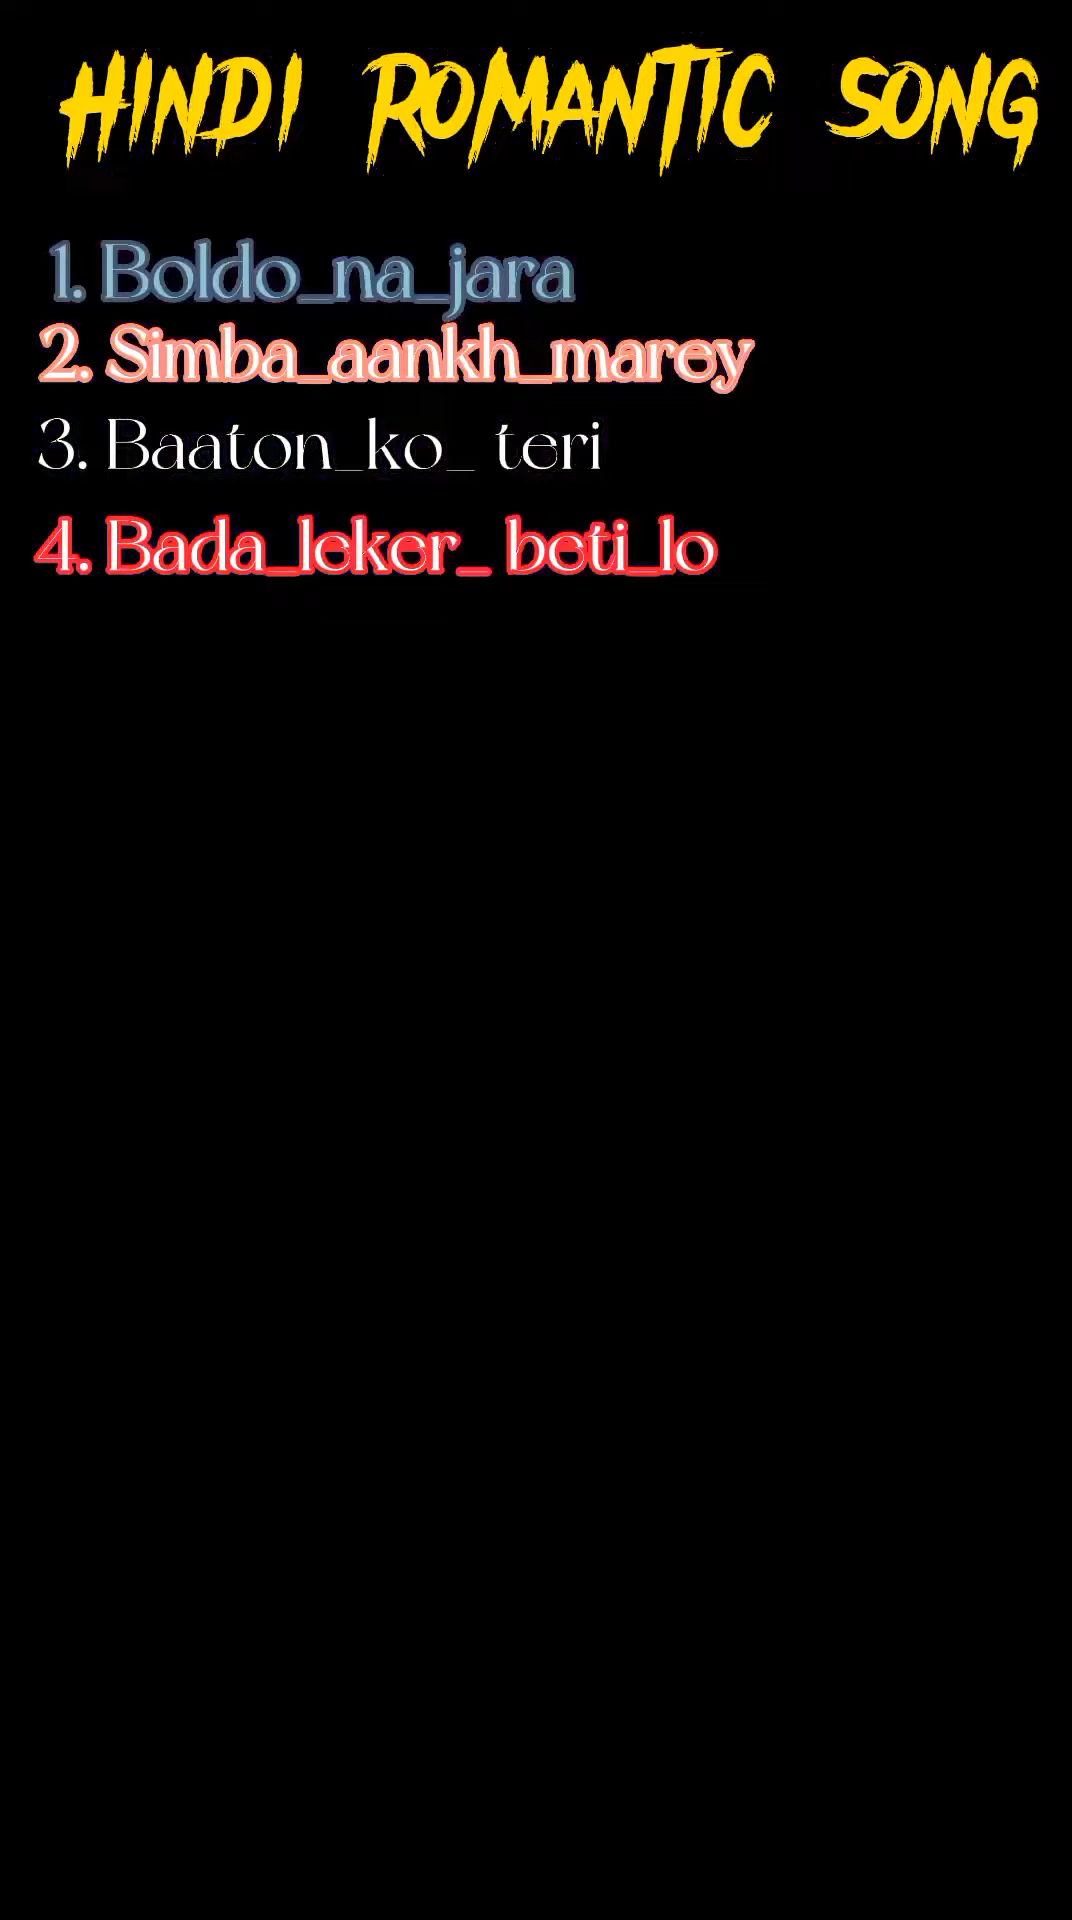 HINDI ROMANTIC SONG
1. Boldo_na_jara
2. Simba_aankh_marey
3. Baaton_ko_ teri
4. Bada_leker_ beti_lo